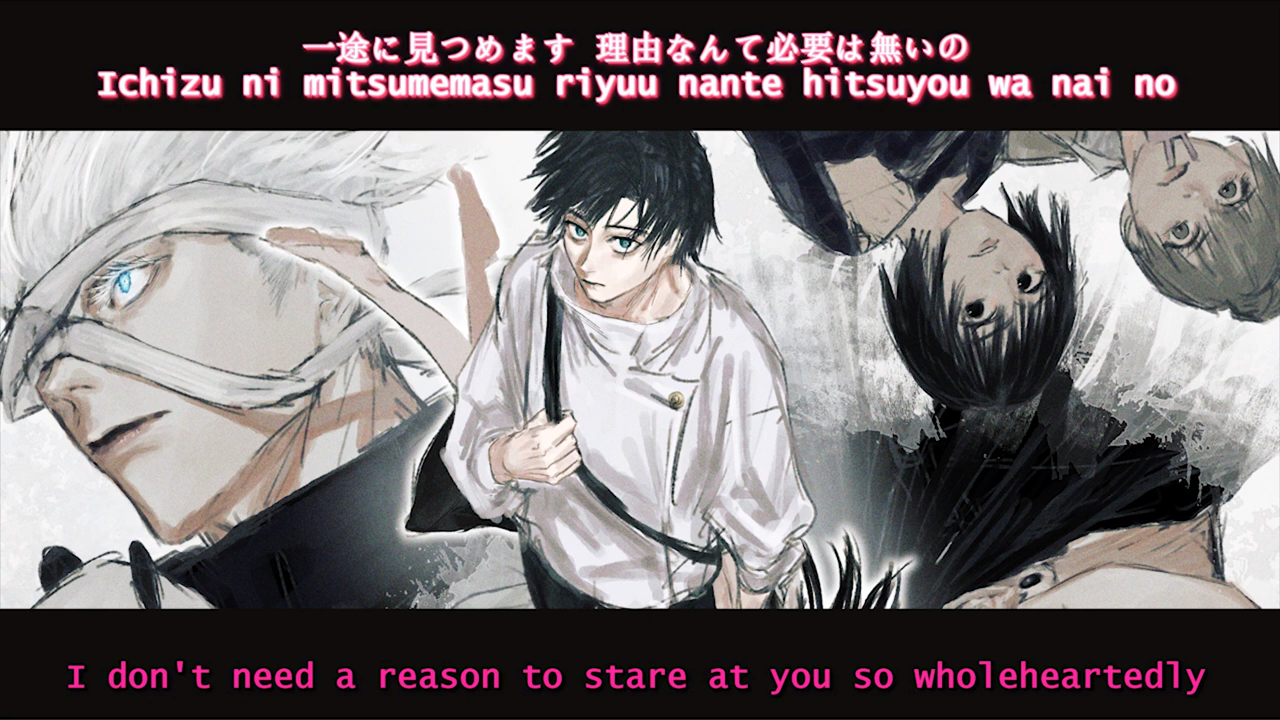 一途に見つめます 理由なんて必要は無いの
Ichizu ni mitsumemasu riyuu nante hitsuyou wa nai no
I don't need a reason to stare at you so wholeheartedly